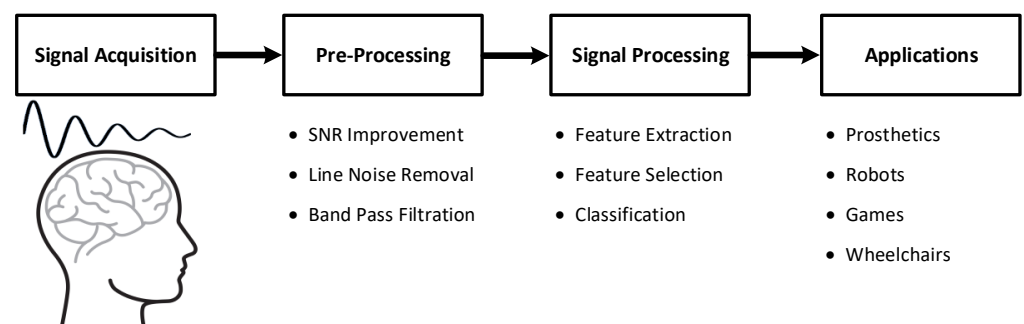 Signal Acquisition
Pre-Processing
Signal Processing
Applications
• SNR Improvement
• Line Noise Removal
• Band Pass Filtration
• Feature Extraction
• Feature Selection
• Classification
• Prosthetics
• Robots
• Games
• Wheelchairs